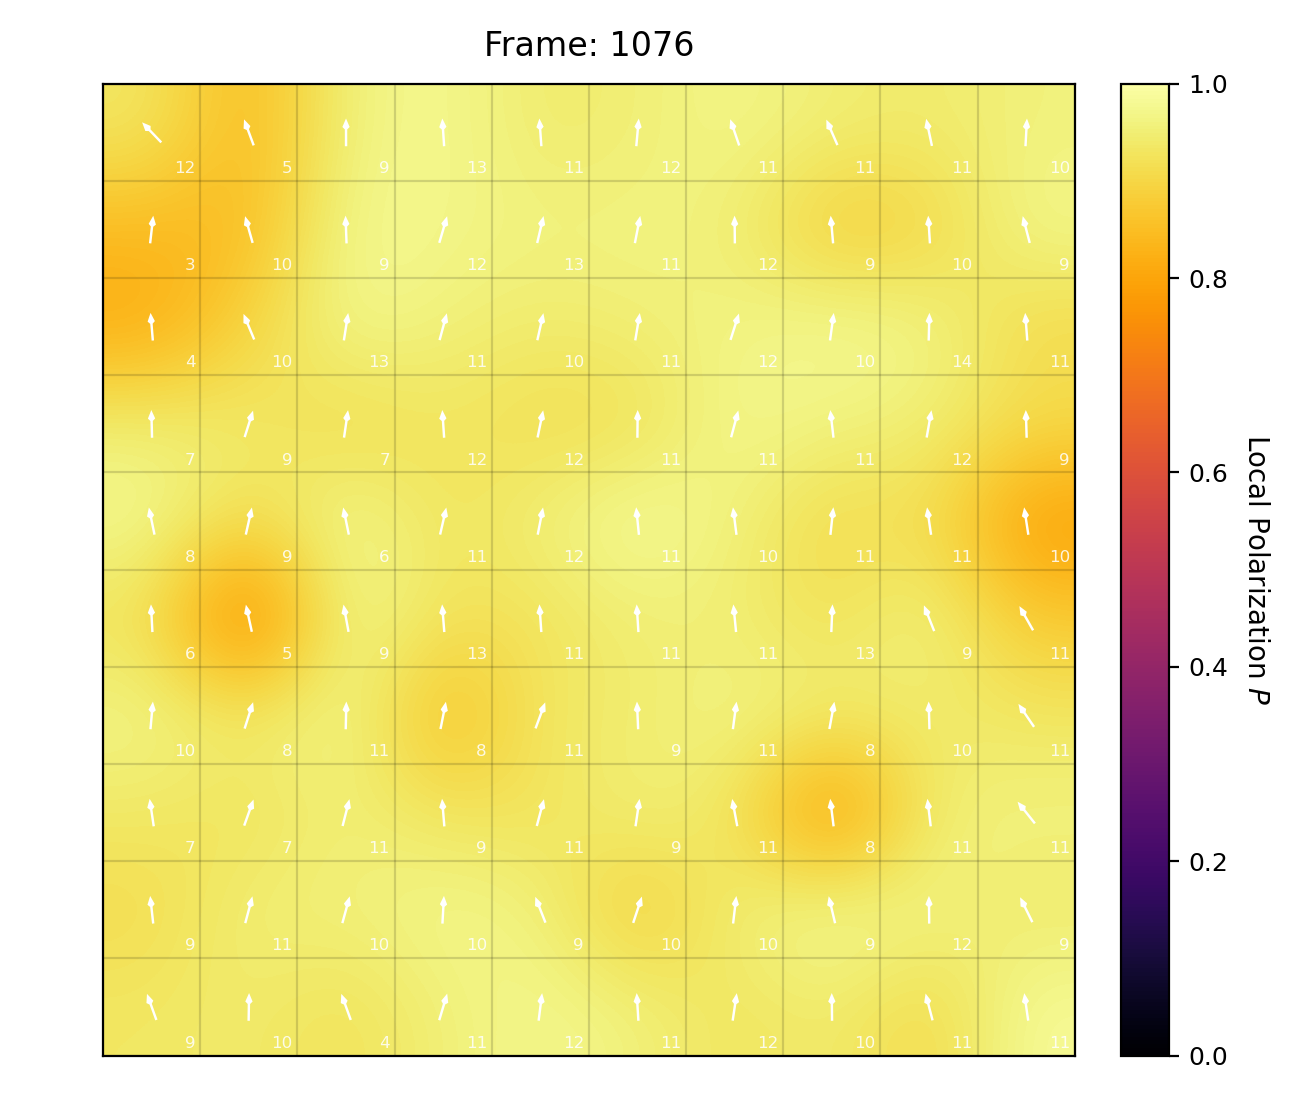 Frame: 1076
12 5 9 13 11 12 11 11 11 10
3 10 9 12 13 11 12 9 10 9
4 10 13 11 10 11 12 10 14 11
7 9 7 12 12 11 11 11 12 9
8 9 6 11 12 11 10 11 11 10
6 5 9 13 11 11 11 13 9 11
10 8 11 8 11 9 11 8 10 11
7 7 11 9 11 9 11 8 11 11
9 11 10 10 9 10 10 9 12 9
9 10 4 11 12 11 12 10 11 11
1.0
0.8
0.6
0.4
0.2
0.0
Local Polarization P